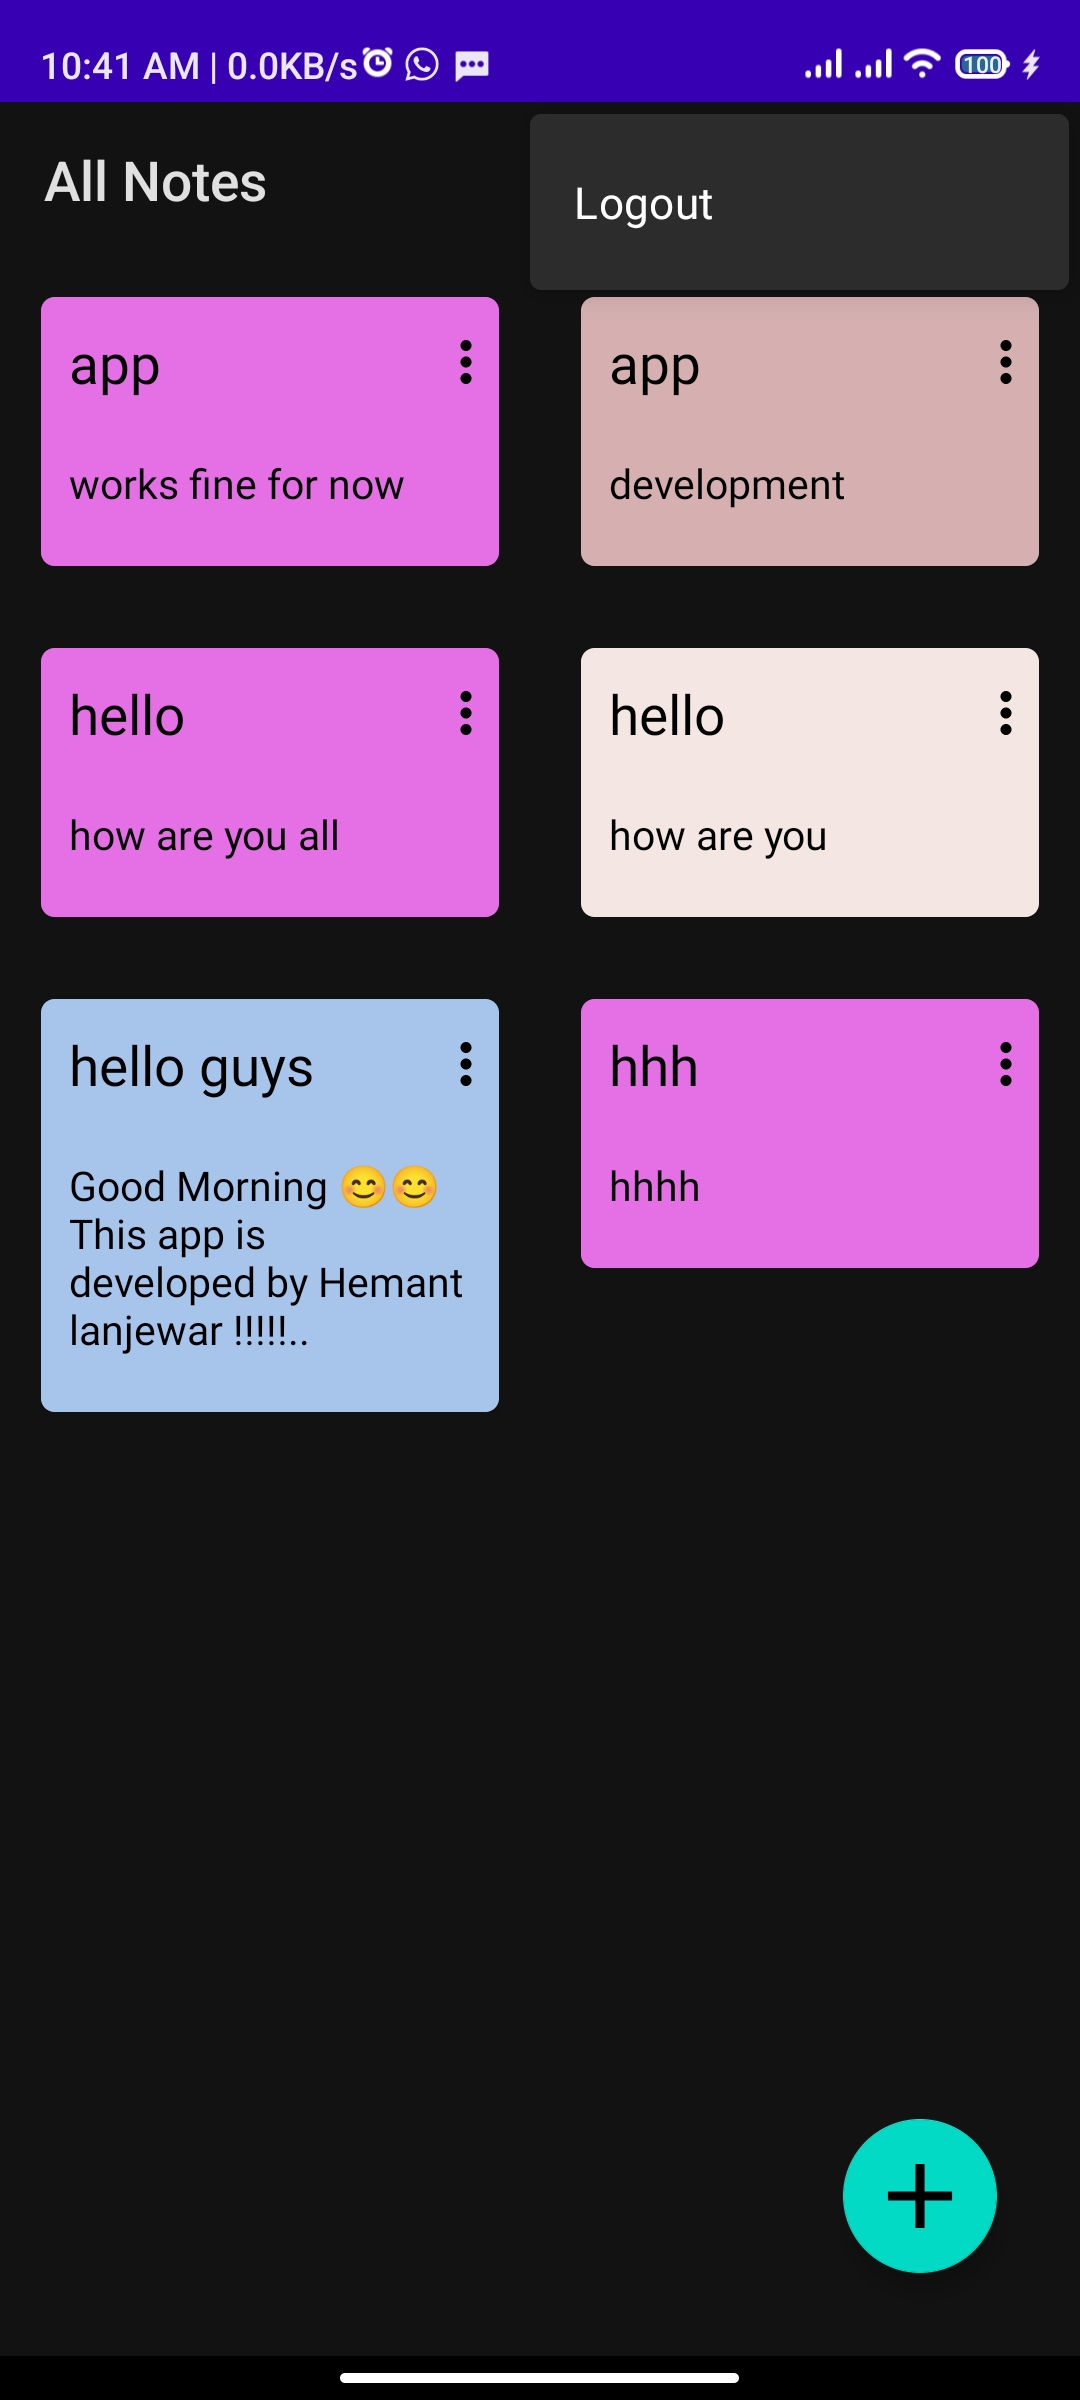 10:41 AM | 0.0KB/s
100
All Notes
Logout
app
works fine for now
app
development
hello
how are you all
hello
how are you
hello guys
Good Morning 😊😊
This app is
developed by Hemant
lanjewar !!!!!..
hhh
hhhh